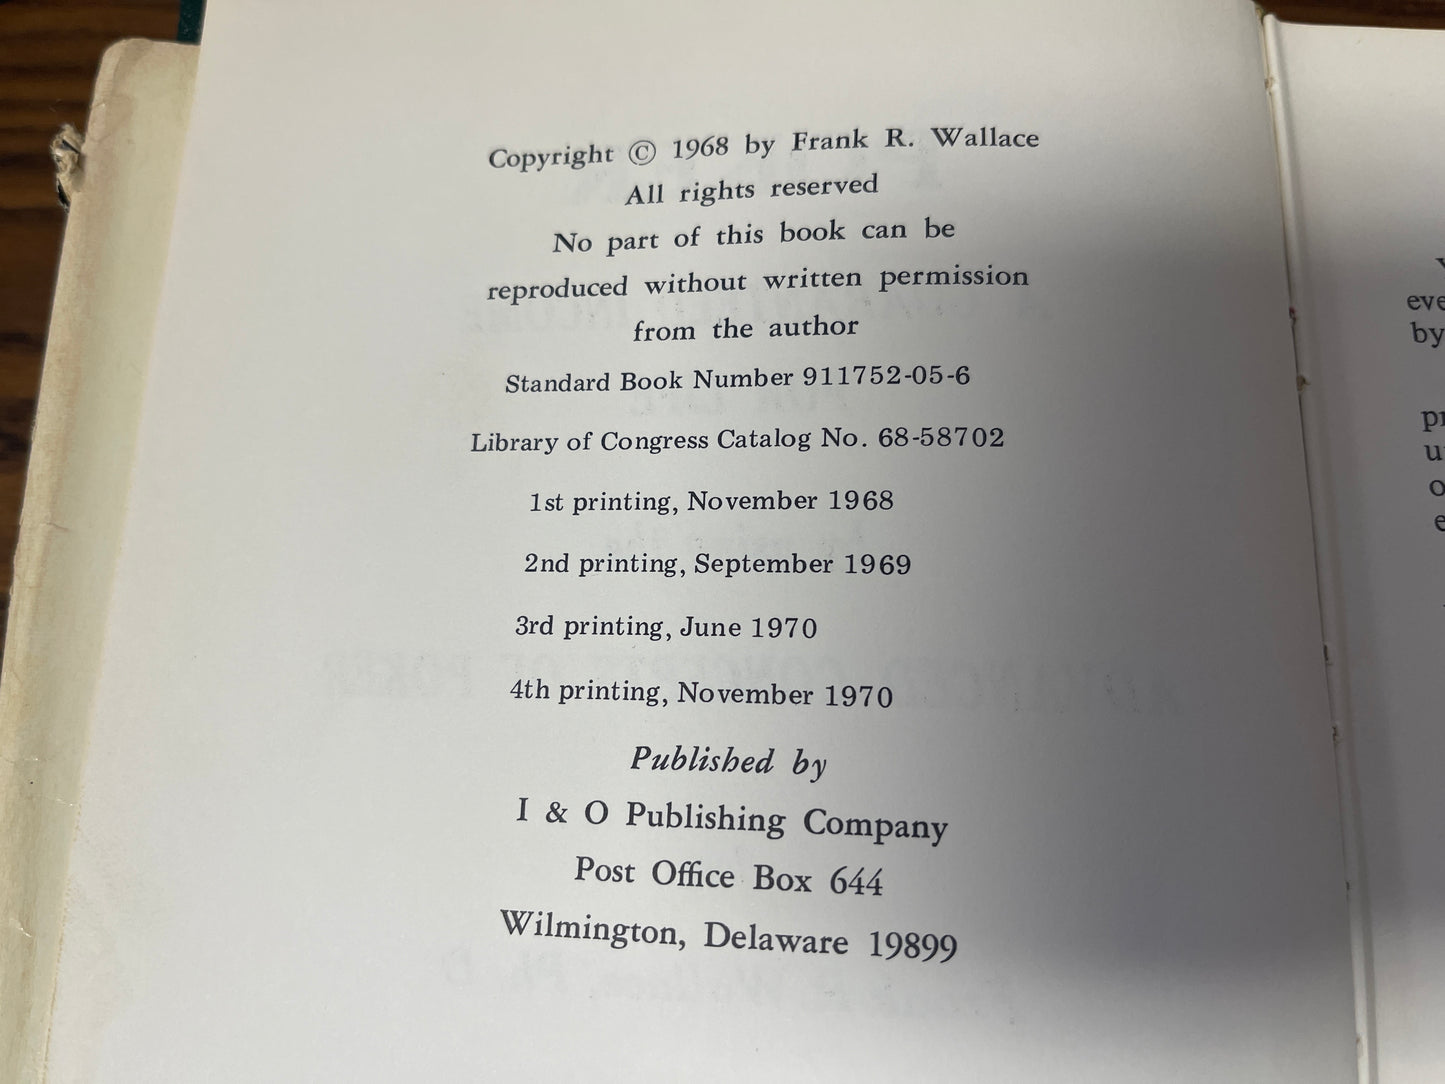 Copyright © 1968 by Frank R. Wallace
All rights reserved
No part of this book can be
reproduced without written permission
from the author
Standard Book Number 911752-05-6
Library of Congress Catalog No. 68-58702
1st printing, November 1968
2nd printing, September 1969
3rd printing, June 1970
4th printing, November 1970
Published by
I & O Publishing Company
Post Office Box 644
Wilmington, Delaware 19899
eve
by